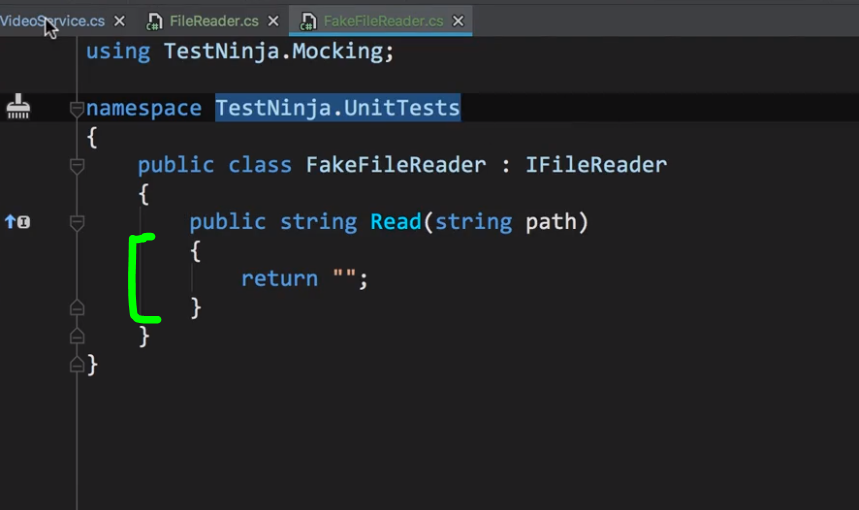 VideoService.cs × FileReader.cs × FakeFileReader.cs ×
using TestNinja.Mocking;
namespace TestNinja.UnitTests
{
public class FakeFileReader : IFileReader
{
public string Read(string path)
{
return "";
}
}
}